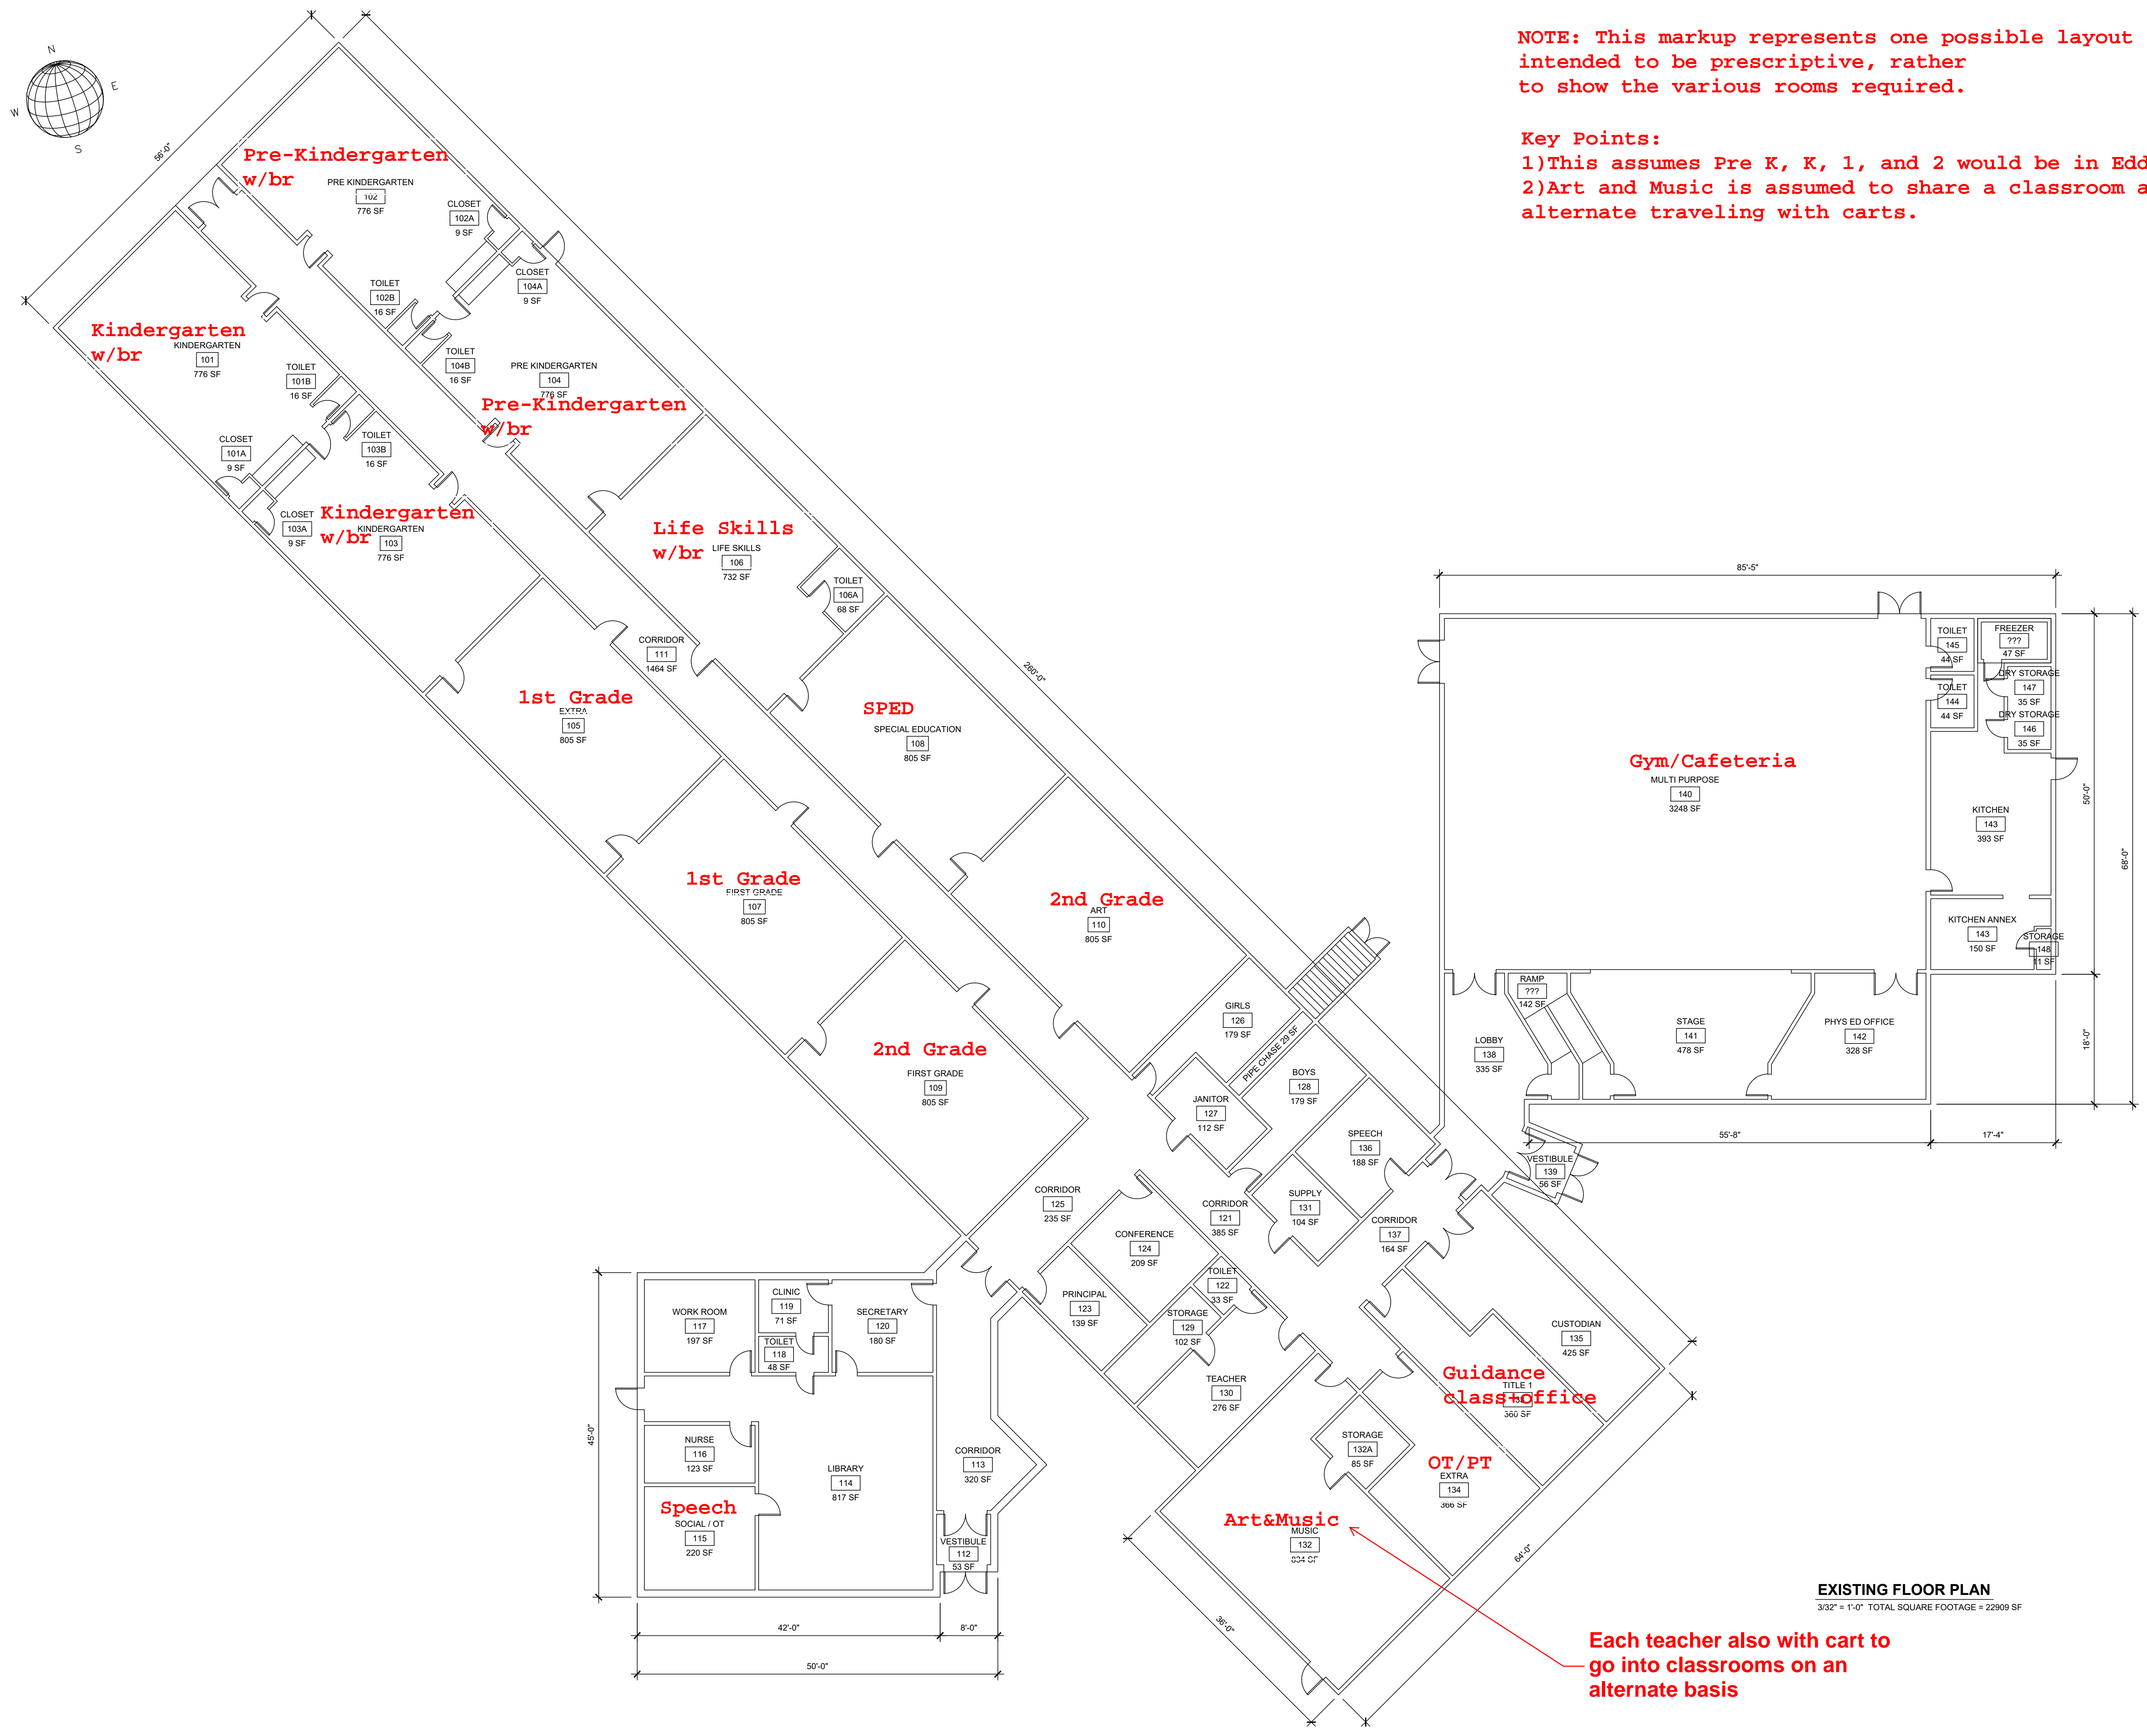 NOTE: This markup represents one possible layout
intended to be prescriptive, rather
to show the various rooms required.
Key Points:
1)This assumes Pre K, K, 1, and 2 would be in Edd
2)Art and Music is assumed to share a classroom a
alternate traveling with carts.
N
E
W
S
56'-0"
Pre-Kindergarten
w/br
PRE KINDERGARTEN
102
776 SF
CLOSET
102A
9 SF
CLOSET
104A
9 SF
TOILET
102B
16 SF
TOILET
104B
16 SF
PRE KINDERGARTEN
104
776 SF
Pre-Kindergarten
w/br
Kindergarten
w/br
KINDERGARTEN
101
776 SF
TOILET
101B
16 SF
CLOSET
101A
9 SF
TOILET
103B
16 SF
CLOSET
103A
9 SF
Kindergarten
w/br
KINDERGARTEN
103
776 SF
Life Skills
w/br
LIFE SKILLS
106
732 SF
TOILET
106A
68 SF
CORRIDOR
111
1464 SF
260'-0"
1st Grade
EXTRA
105
805 SF
SPED
SPECIAL EDUCATION
108
805 SF
1st Grade
FIRST GRADE
107
805 SF
2nd Grade
ART
110
805 SF
2nd Grade
FIRST GRADE
109
805 SF
85'-5"
TOILET
145
44 SF
FREEZER
???
47 SF
DRY STORAGE
147
35 SF
TOILET
144
44 SF
DRY STORAGE
146
35 SF
Gym/Cafeteria
MULTI PURPOSE
140
3248 SF
KITCHEN
143
393 SF
50'-0"
68'-0"
KITCHEN ANNEX
143
150 SF
STORAGE
148
11 SF
RAMP
???
142 SF
LOBBY
138
335 SF
STAGE
141
478 SF
PHYS ED OFFICE
142
328 SF
18'-0"
55'-8"
17'-4"
VESTIBULE
139
56 SF
GIRLS
126
179 SF
PIPE CHASE 29 SF
BOYS
128
179 SF
JANITOR
127
112 SF
SPEECH
136
188 SF
SUPPLY
131
104 SF
CORRIDOR
125
235 SF
CORRIDOR
121
385 SF
CORRIDOR
137
164 SF
CONFERENCE
124
209 SF
TOILET
122
33 SF
PRINCIPAL
123
139 SF
STORAGE
129
102 SF
TEACHER
130
276 SF
CUSTODIAN
135
425 SF
Guidance
class+office
TITLE 1
360 SF
STORAGE
132A
85 SF
OT/PT
EXTRA
134
366 SF
Art&Music
MUSIC
132
834 SF
64'-0"
36'-0"
WORK ROOM
117
197 SF
CLINIC
119
71 SF
TOILET
118
48 SF
SECRETARY
120
180 SF
45'-0"
NURSE
116
123 SF
LIBRARY
114
817 SF
CORRIDOR
113
320 SF
Speech
SOCIAL / OT
115
220 SF
VESTIBULE
112
53 SF
42'-0"
8'-0"
50'-0"
EXISTING FLOOR PLAN
3/32" = 1'-0" TOTAL SQUARE FOOTAGE = 22909 SF
Each teacher also with cart to
go into classrooms on an
alternate basis